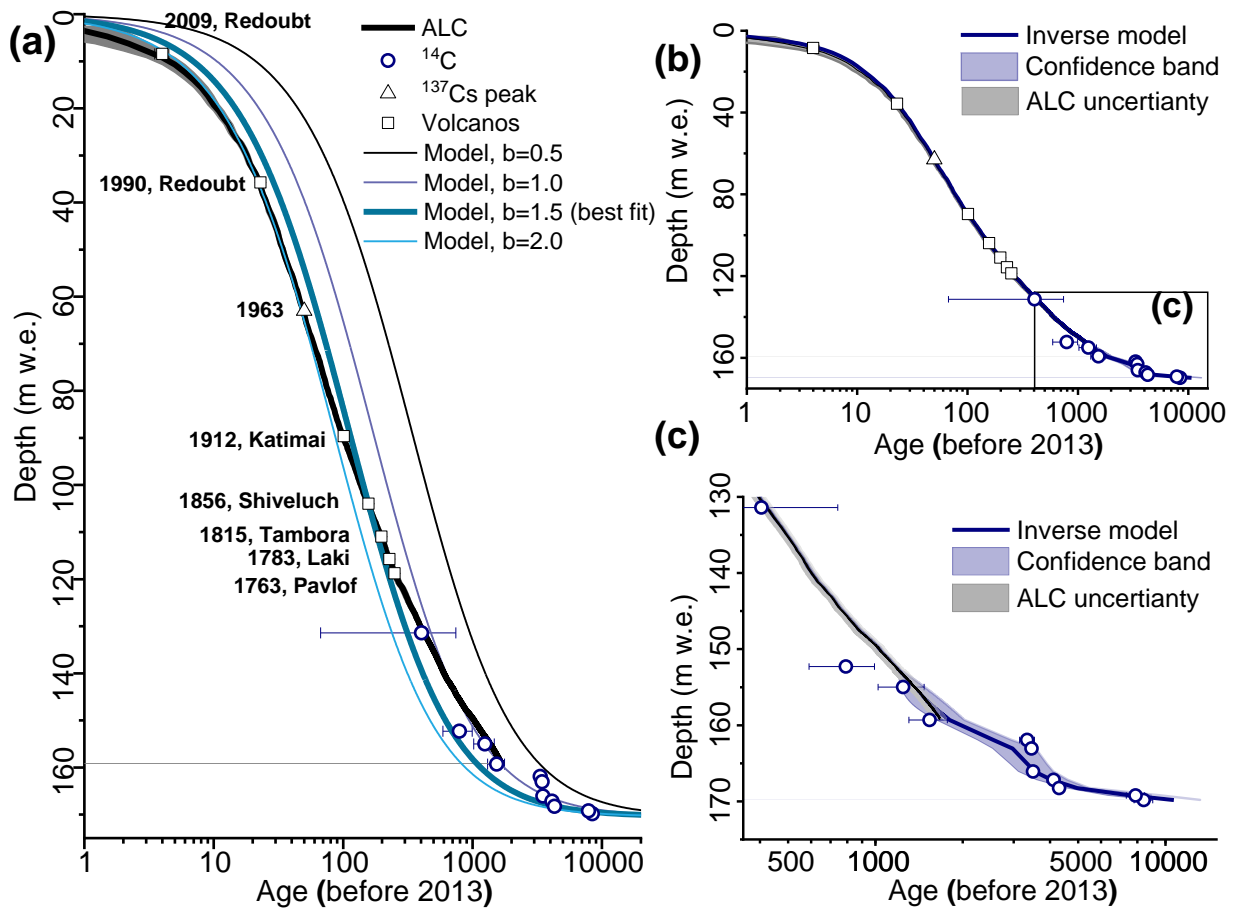 (a)
2009, Redoubt
ALC
14C
137Cs peak
Volcanos
Model, b=0.5
Model, b=1.0
Model, b=1.5 (best fit)
Model, b=2.0
1990, Redoubt
1963
1912, Katimai
1856, Shiveluch
1815, Tambora
1783, Laki
1763, Pavlof
0
20
40
60
80
100
120
140
160
Depth (m w.e.)
1
10
100
1000
10000
Age (before 2013)
(b)
Inverse model
Confidence band
ALC uncertianty
(c)
0
40
80
120
160
Depth (m w.e.)
1
10
100
1000
10000
Age (before 2013)
(c)
Inverse model
Confidence band
ALC uncertianty
130
140
150
160
170
Depth (m w.e.)
500
1000
5000
10000
Age (before 2013)